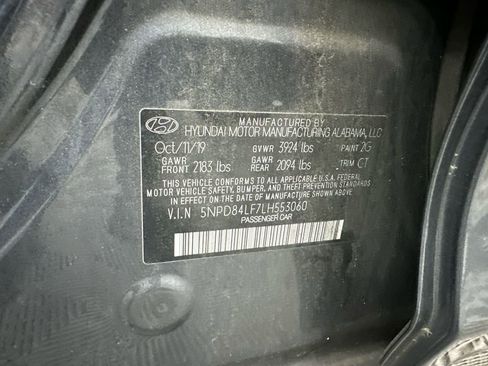 MANUFACTURED BY
HYUNDAI MOTOR MANUFACTURING ALABAMA, LLC
Oct/11/19 GVWR 3924 lbs PAINT 2G
GAWR FRONT 2183 lbs GAWR REAR 2094 lbs TRIM CT
THIS VEHICLE CONFORMS TO ALL APPLICABLE U.S.A FEDERAL
MOTOR VEHICLE SAFETY, BUMPER, AND THEFT PREVENTION STANDARDS
IN EFFECT ON THE DATE OF MANUFACTURE SHOWN ABOVE.
V.I.N 5NPD84LF7LH553060
PASSENGER CAR